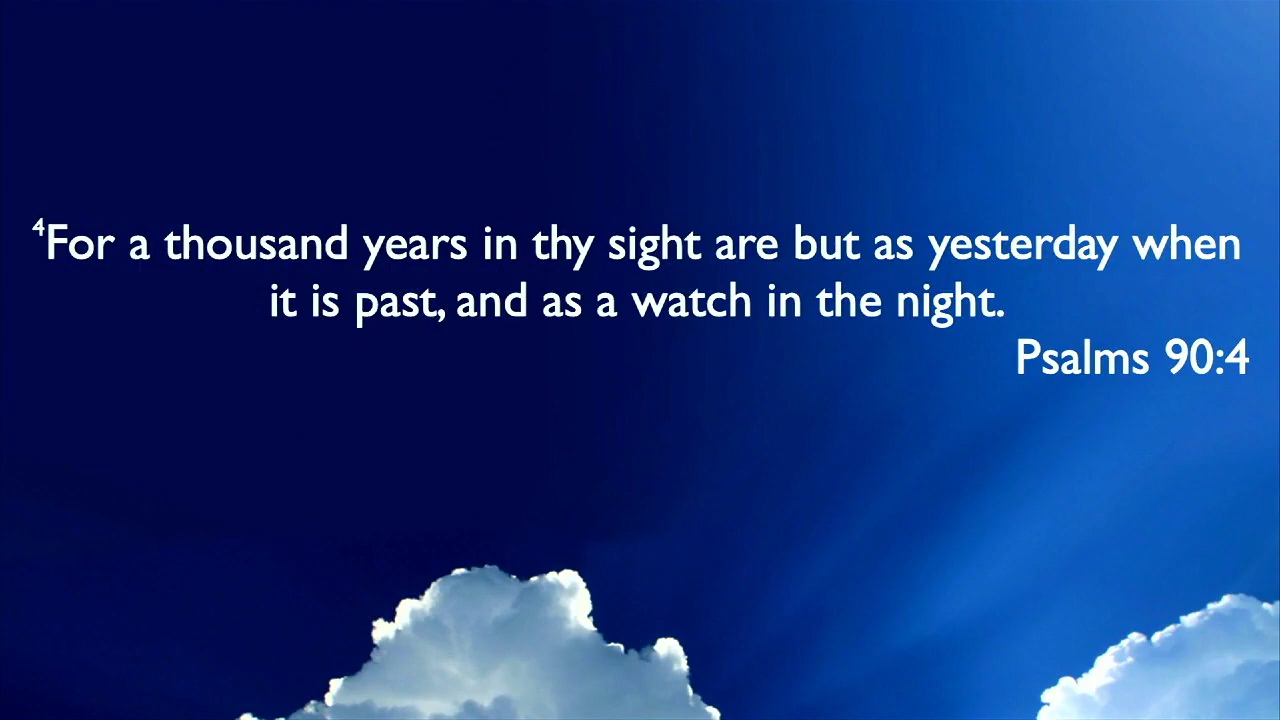 ⁴For a thousand years in thy sight are but as yesterday when
it is past, and as a watch in the night.
Psalms 90:4